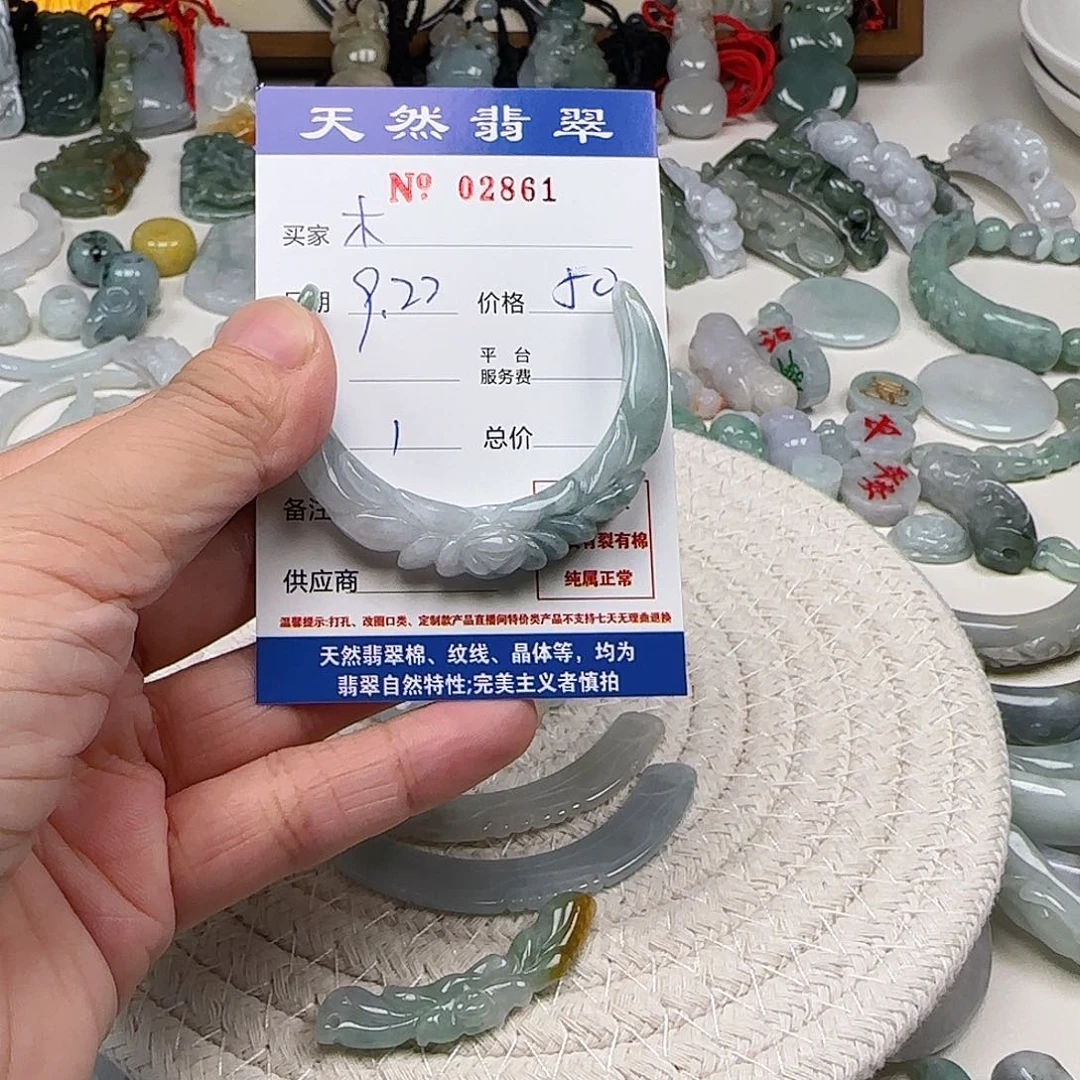 天然翡翠
Nº 02861
买家 木
期 9.27 价格 50
平台
服务费
1 总价
备注
有裂有棉
供应商
纯属正常
温馨提示:打孔、改圈口类、定制款产品直播间特价类产品不支持七天无理由退换
天然翡翠棉、纹线、晶体等，均为
翡翠自然特性;完美主义者慎拍